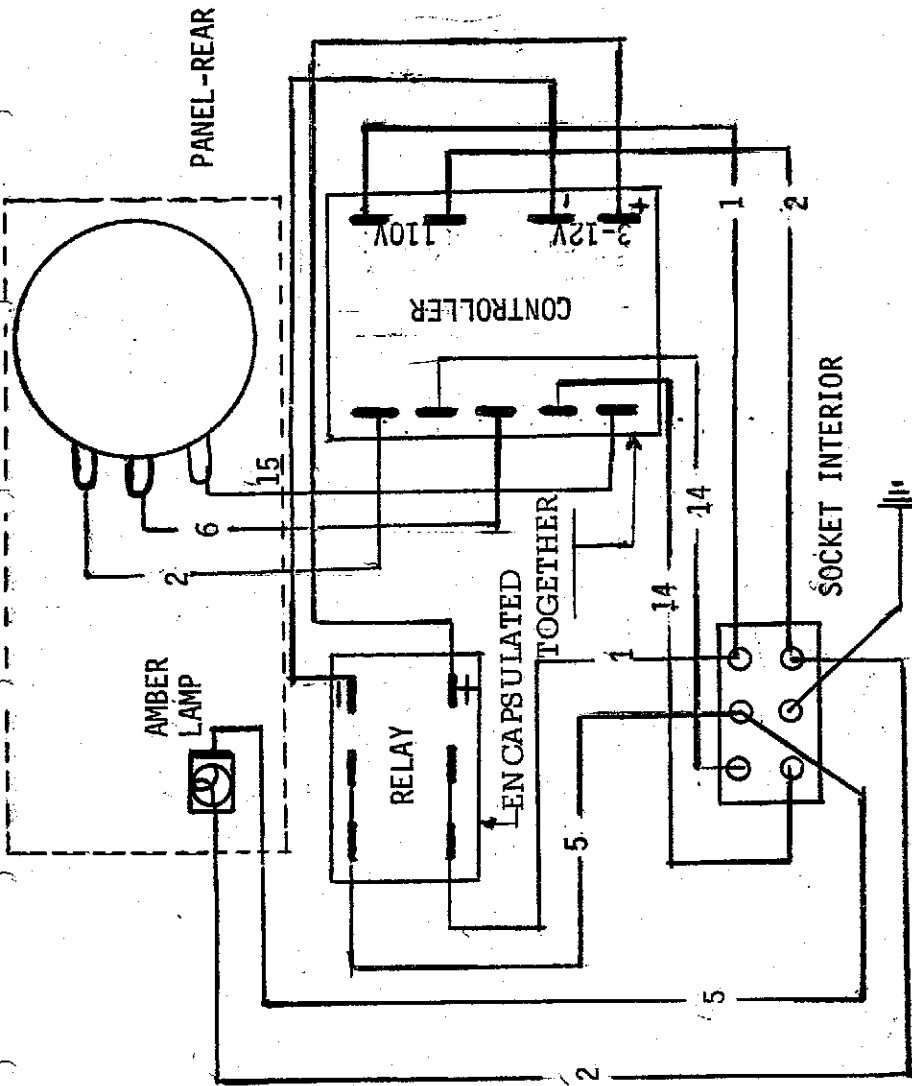 PANEL-REAR
AMBER
LAMP
15
6
2
110V
3-12V
-
+
CONTROLLER
1
2
RELAY
-
+
ENCAPSULATED
TOGETHER
14
14
1
5
SOCKET INTERIOR
5
2